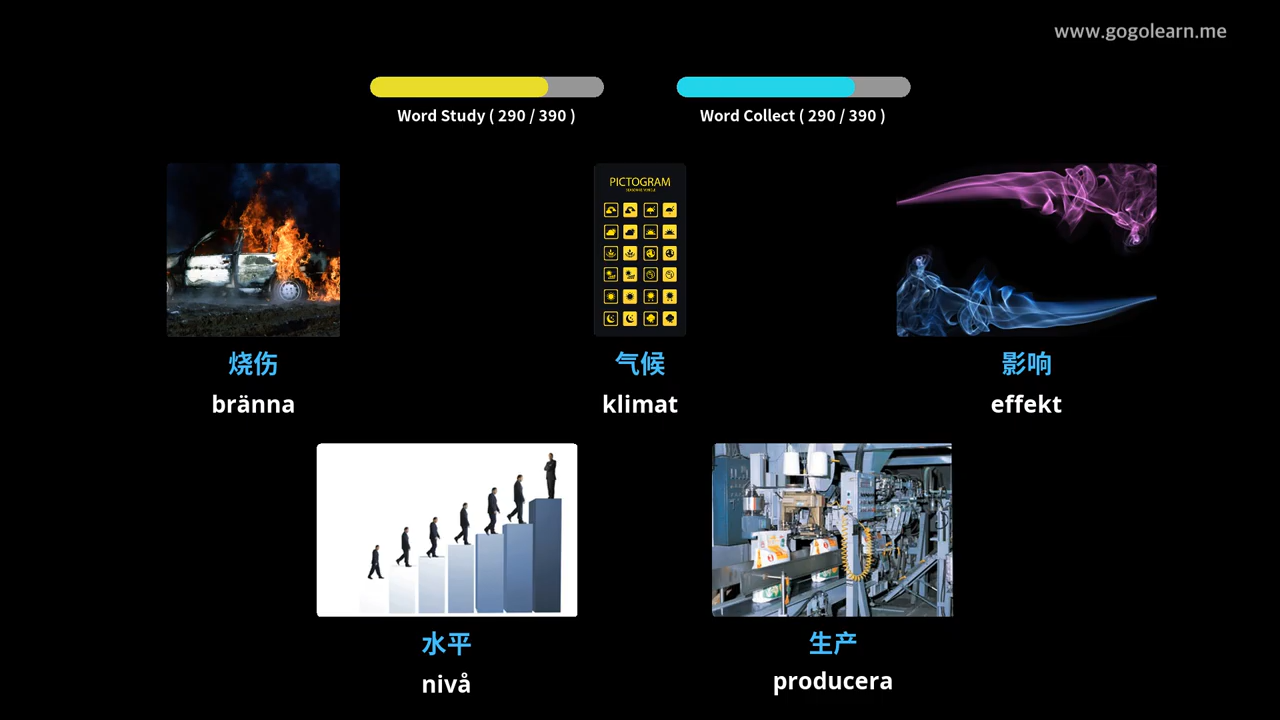 www.gogolearn.me
Word Study ( 290 / 390 )
Word Collect ( 290 / 390 )
PICTOGRAM
烧伤
气候
影响
bränna
klimat
effekt
水平
生产
nivå
producera